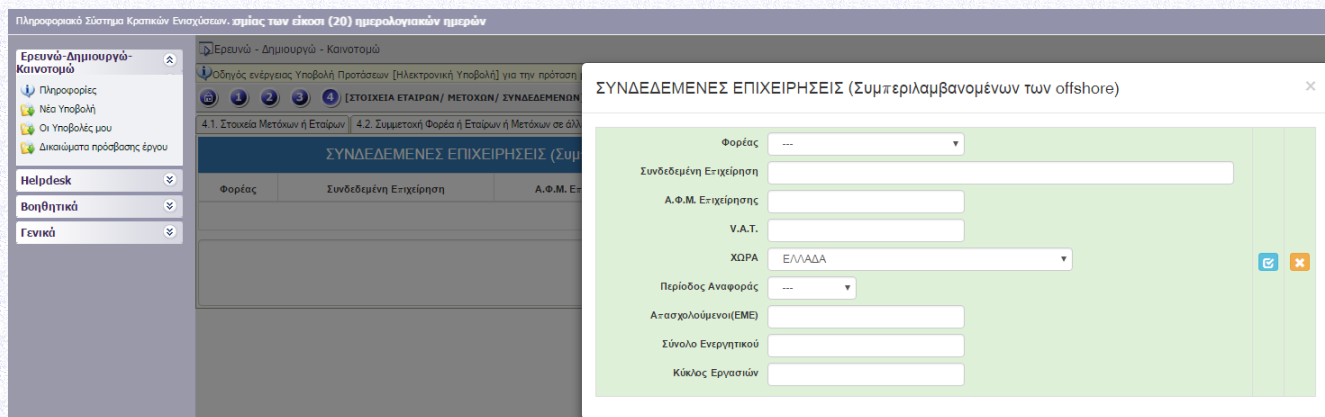 Πληροφοριακό Σύστημα Κρατικών Ενισχύσεων. ισμίας των είκοσι (20) ημερολογιακών ημερών
Ερευνώ-Δημιουργώ-
Καινοτομώ
Πληροφορίες
Νέα Υποβολή
Οι Υποβολές μου
Δικαιώματα πρόσβασης έργου
Helpdesk
Βοηθητικά
Γενικά
Ερευνώ - Δημιουργώ - Καινοτομώ
Οδηγός ενέργειας Υποβολή Προτάσεων [Ηλεκτρονική Υποβολή] για την πρόταση
1 2 3 4 [ΣΤΟΙΧΕΙΑ ΕΤΑΙΡΩΝ/ ΜΕΤΟΧΩΝ/ ΣΥΝΔΕΔΕΜΕΝΩΝ
4.1. Στοιχεία Μετόχων ή Εταίρων 4.2. Συμμετοχή Φορέα ή Εταίρων ή Μετόχων σε άλλ
ΣΥΝΔΕΔΕΜΕΝΕΣ ΕΠΙΧΕΙΡΗΣΕΙΣ (Συμ
Φορέας Συνδεδεμένη Επιχείρηση Α.Φ.Μ. Επ
ΣΥΝΔΕΔΕΜΕΝΕΣ ΕΠΙΧΕΙΡΗΣΕΙΣ (Συμπεριλαμβανομένων των offshore) ×
Φορέας ---
Συνδεδεμένη Επιχείρηση
Α.Φ.Μ. Επιχείρησης
V.A.T.
ΧΩΡΑ ΕΛΛΑΔΑ
Περίοδος Αναφοράς ---
Απασχολούμενοι(ΕΜΕ)
Σύνολο Ενεργητικού
Κύκλος Εργασιών